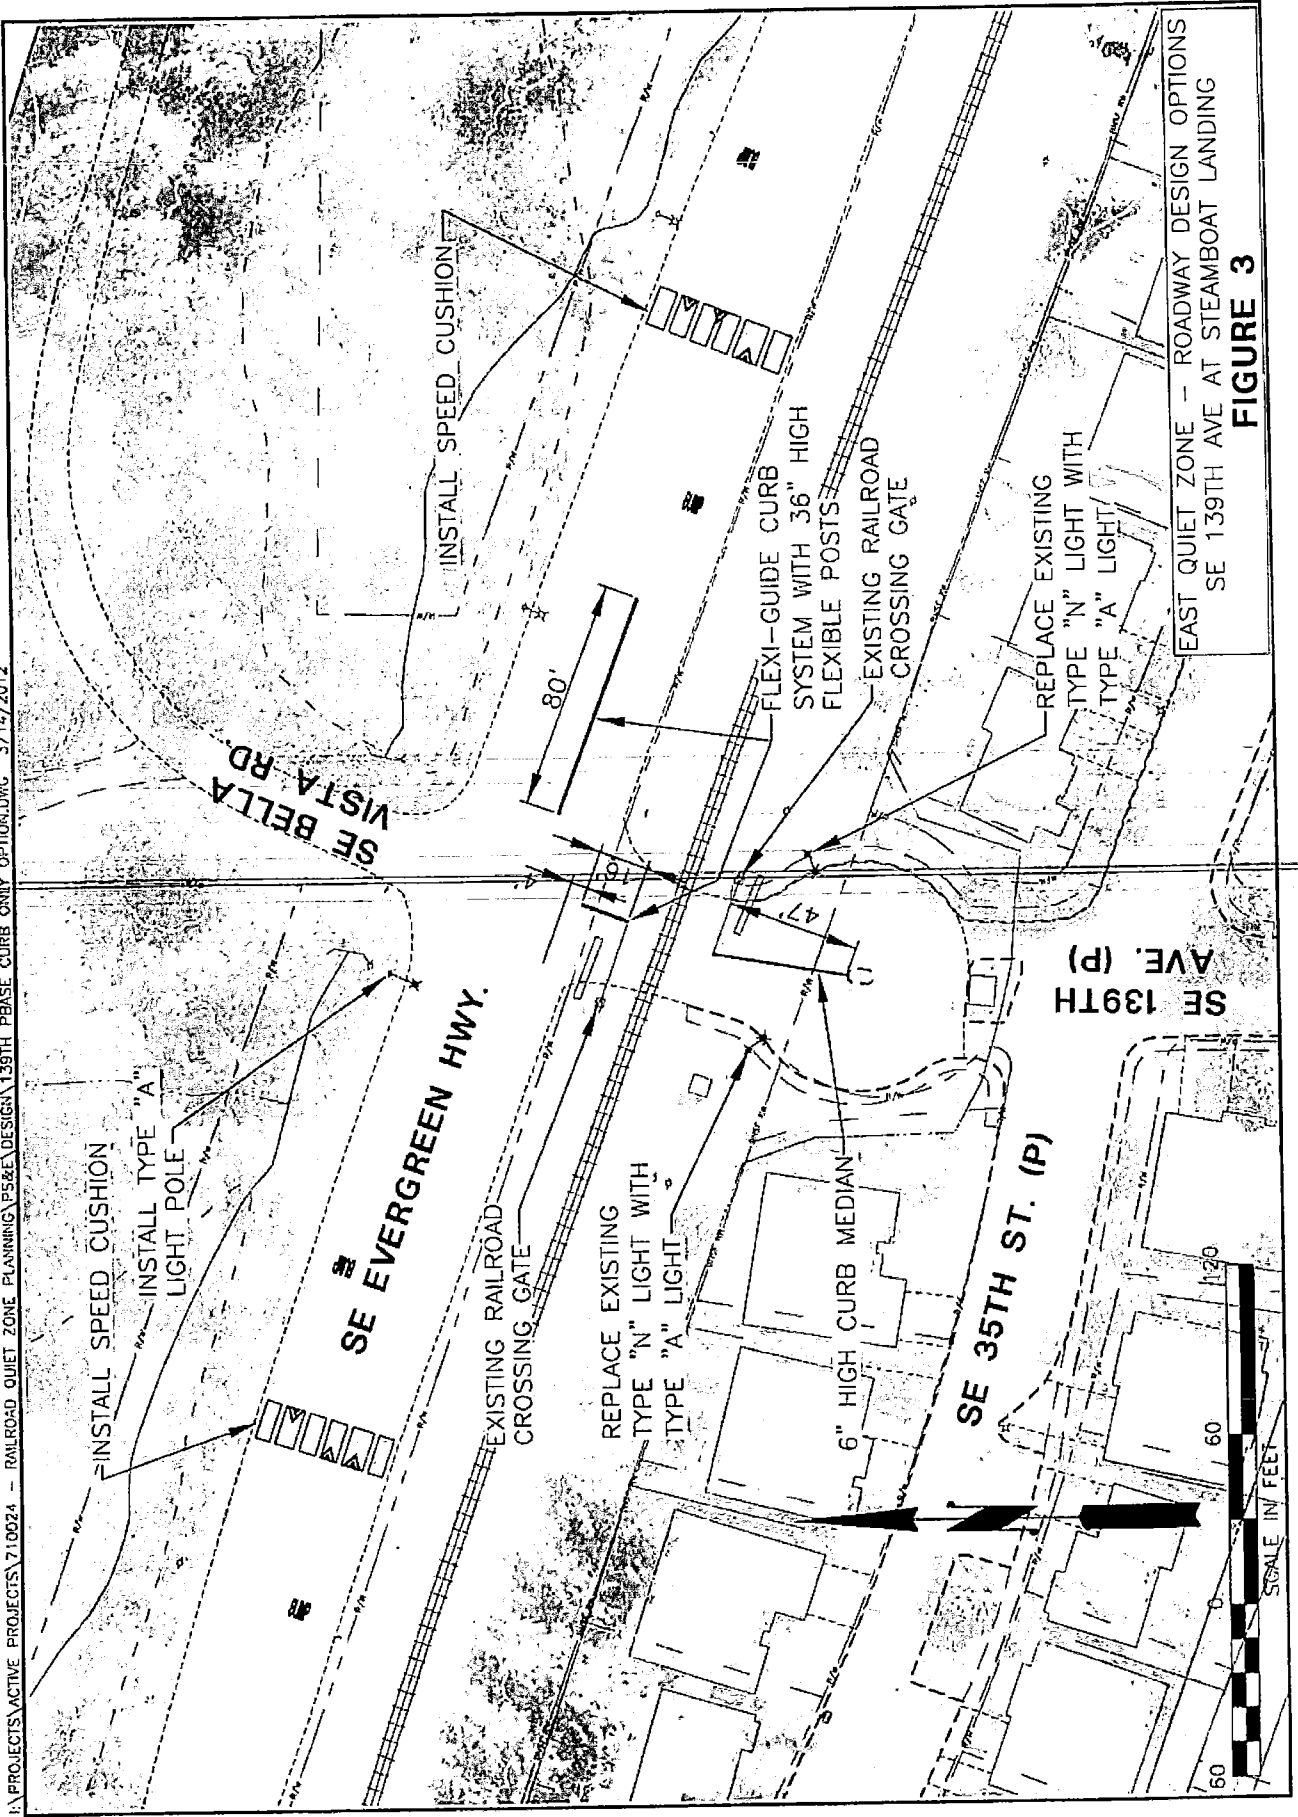 I:\PROJECTS\ACTIVE PROJECTS\710024 - RAILROAD QUIET ZONE PLANNING\PS&E\DESIGN\139TH PBASE CURB ONLY OPTION.DWG 3/14/2012
INSTALL SPEED CUSHION
INSTALL TYPE "A"
LIGHT POLE
SE BELLA
VISTA RD.
INSTALL SPEED CUSHION
SE EVERGREEN HWY.
80'
4'
16'
47'
EXISTING RAILROAD
CROSSING GATE
FLEXI-GUIDE CURB
SYSTEM WITH 36" HIGH
FLEXIBLE POSTS
EXISTING RAILROAD
CROSSING GATE
REPLACE EXISTING
TYPE "N" LIGHT WITH
TYPE "A" LIGHT
REPLACE EXISTING
TYPE "N" LIGHT WITH
TYPE "A" LIGHT
6" HIGH CURB MEDIAN
SE 139TH
AVE. (P)
SE 35TH ST. (P)
60 0 60 120
SCALE IN FEET
EAST QUIET ZONE - ROADWAY DESIGN OPTIONS
SE 139TH AVE AT STEAMBOAT LANDING
FIGURE 3